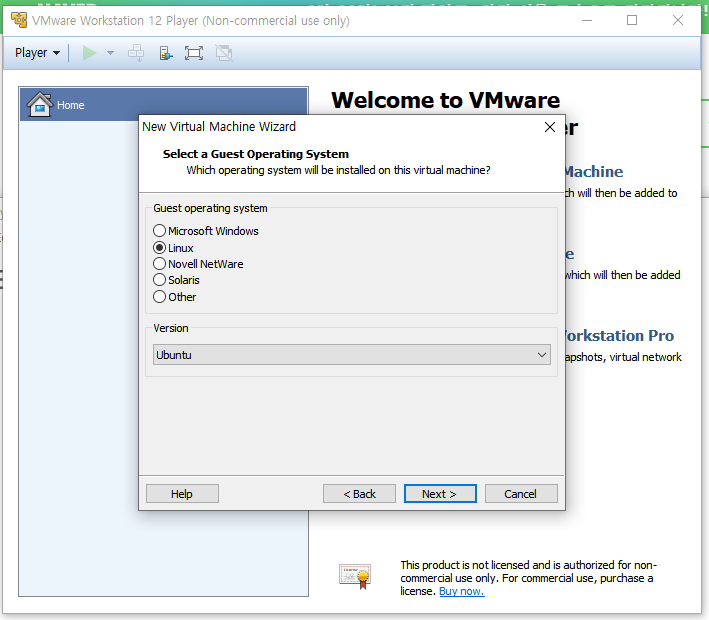 VMware Workstation 12 Player (Non-commercial use only)
Player
Home
Welcome to VMware
er
New Virtual Machine Wizard
Select a Guest Operating System
Which operating system will be installed on this virtual machine?
Machine
which will then be added to
Guest operating system
Microsoft Windows
Linux
Novell NetWare
Solaris
Other
which will then be added
Version
Workstation Pro
Ubuntu
snapshots, virtual network
Help
< Back
Next >
Cancel
This product is not licensed and is authorized for non-
commercial use only. For commercial use, purchase a
license. Buy now.